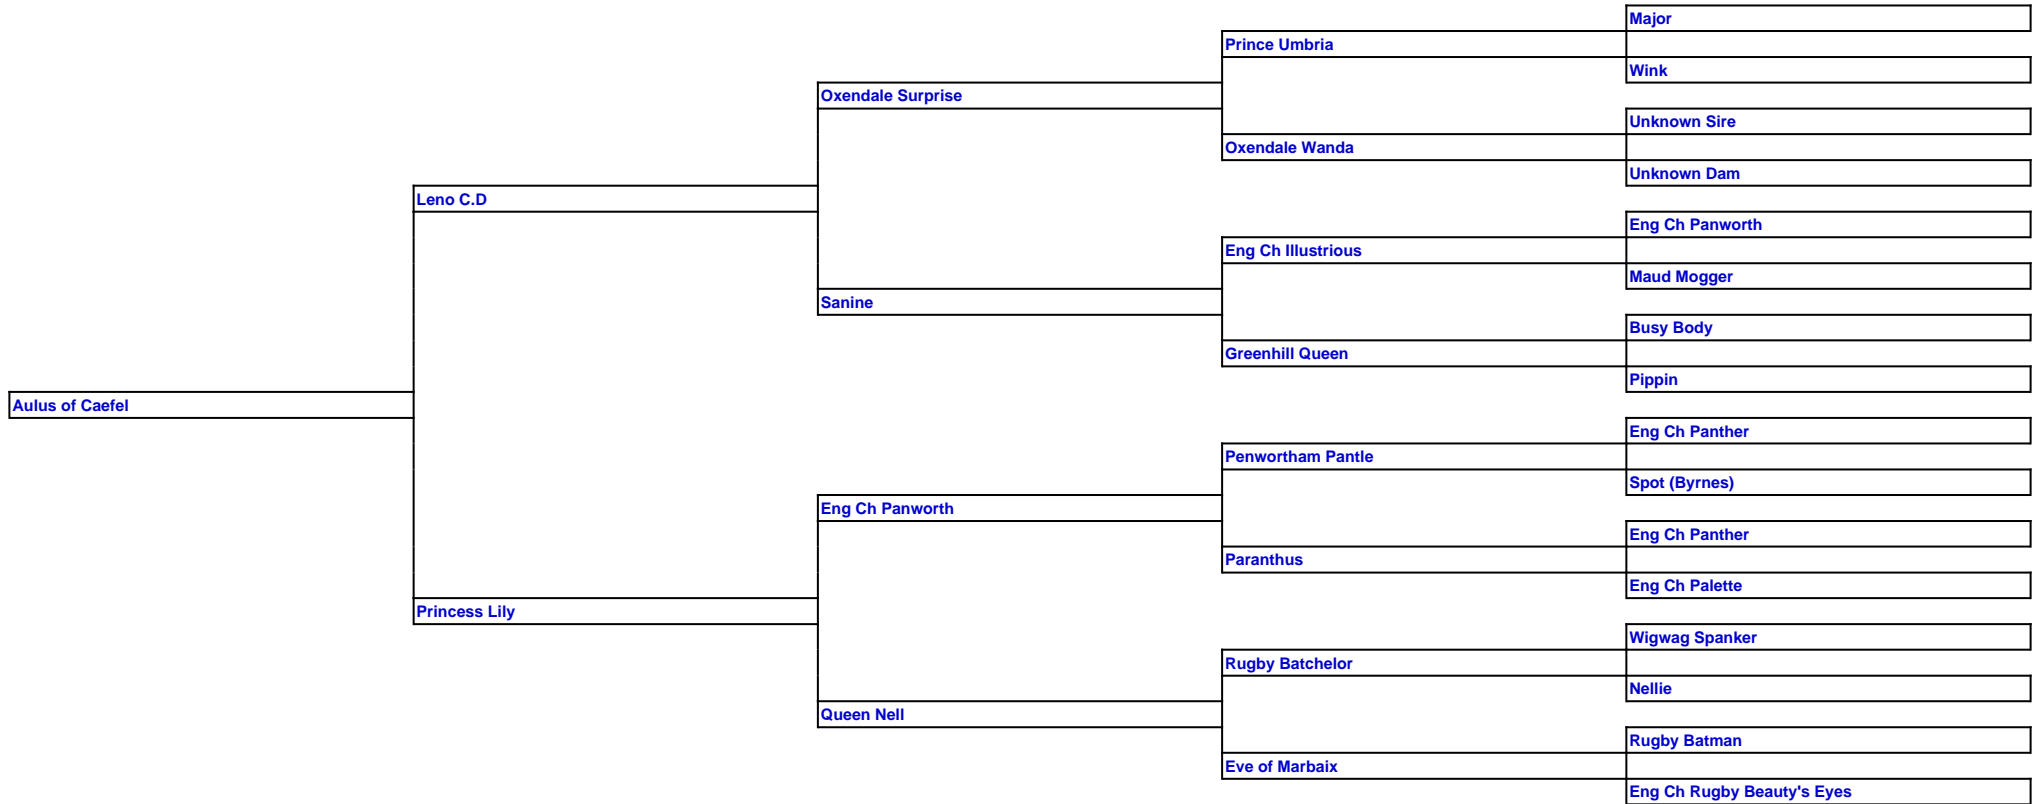 Major
Prince Umbria
Wink
Oxendale Surprise
Unknown Sire
Oxendale Wanda
Unknown Dam
Leno C.D
Eng Ch Panworth
Eng Ch Illustrious
Maud Mogger
Sanine
Busy Body
Greenhill Queen
Pippin
Aulus of Caefel
Eng Ch Panther
Penwortham Pantle
Spot (Byrnes)
Eng Ch Panworth
Eng Ch Panther
Paranthus
Eng Ch Palette
Princess Lily
Wigwag Spanker
Rugby Batchelor
Nellie
Queen Nell
Rugby Batman
Eve of Marbaix
Eng Ch Rugby Beauty's Eyes